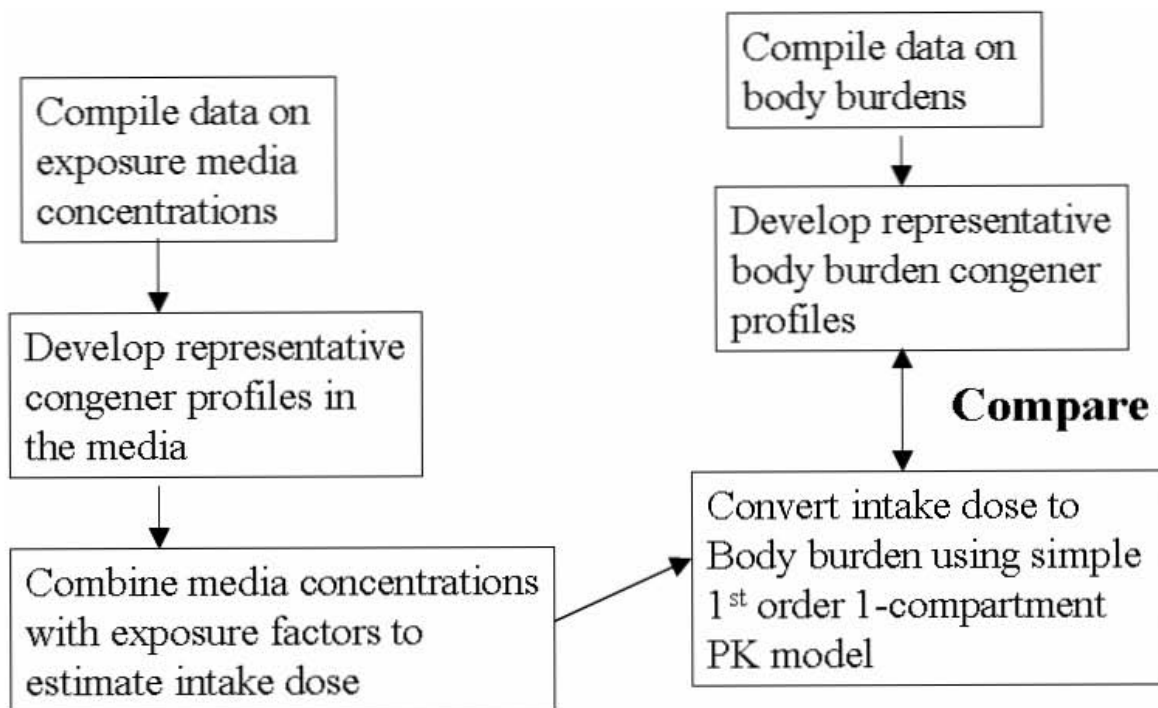 Compile data on
exposure media
concentrations
Develop representative
congener profiles in
the media
Combine media concentrations
with exposure factors to
estimate intake dose
Compile data on
body burdens
Develop representative
body burden congener
profiles
Compare
Convert intake dose to
Body burden using simple
1st order 1-compartment
PK model